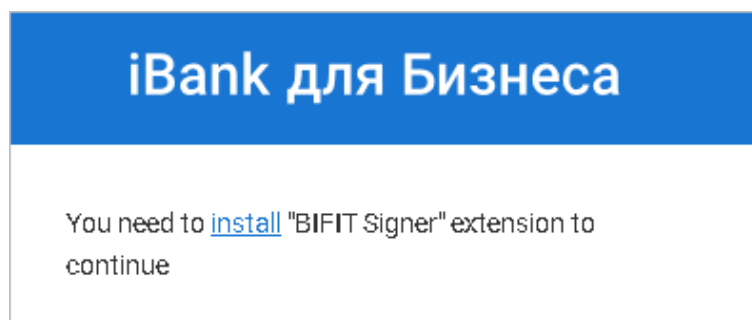 iBank для Бизнеса
You need to install "BIFIT Signer" extension to
continue